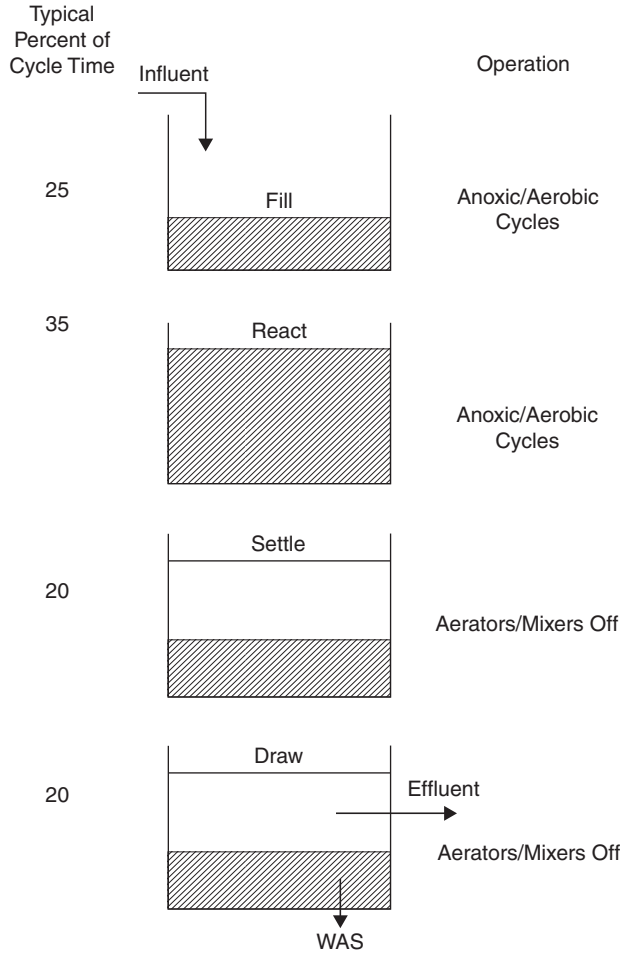 Typical
Percent of
Cycle Time
Influent
Operation
25
Fill
Anoxic/Aerobic
Cycles
35
React
Anoxic/Aerobic
Cycles
Settle
20
Aerators/Mixers Off
Draw
20
Effluent
Aerators/Mixers Off
WAS